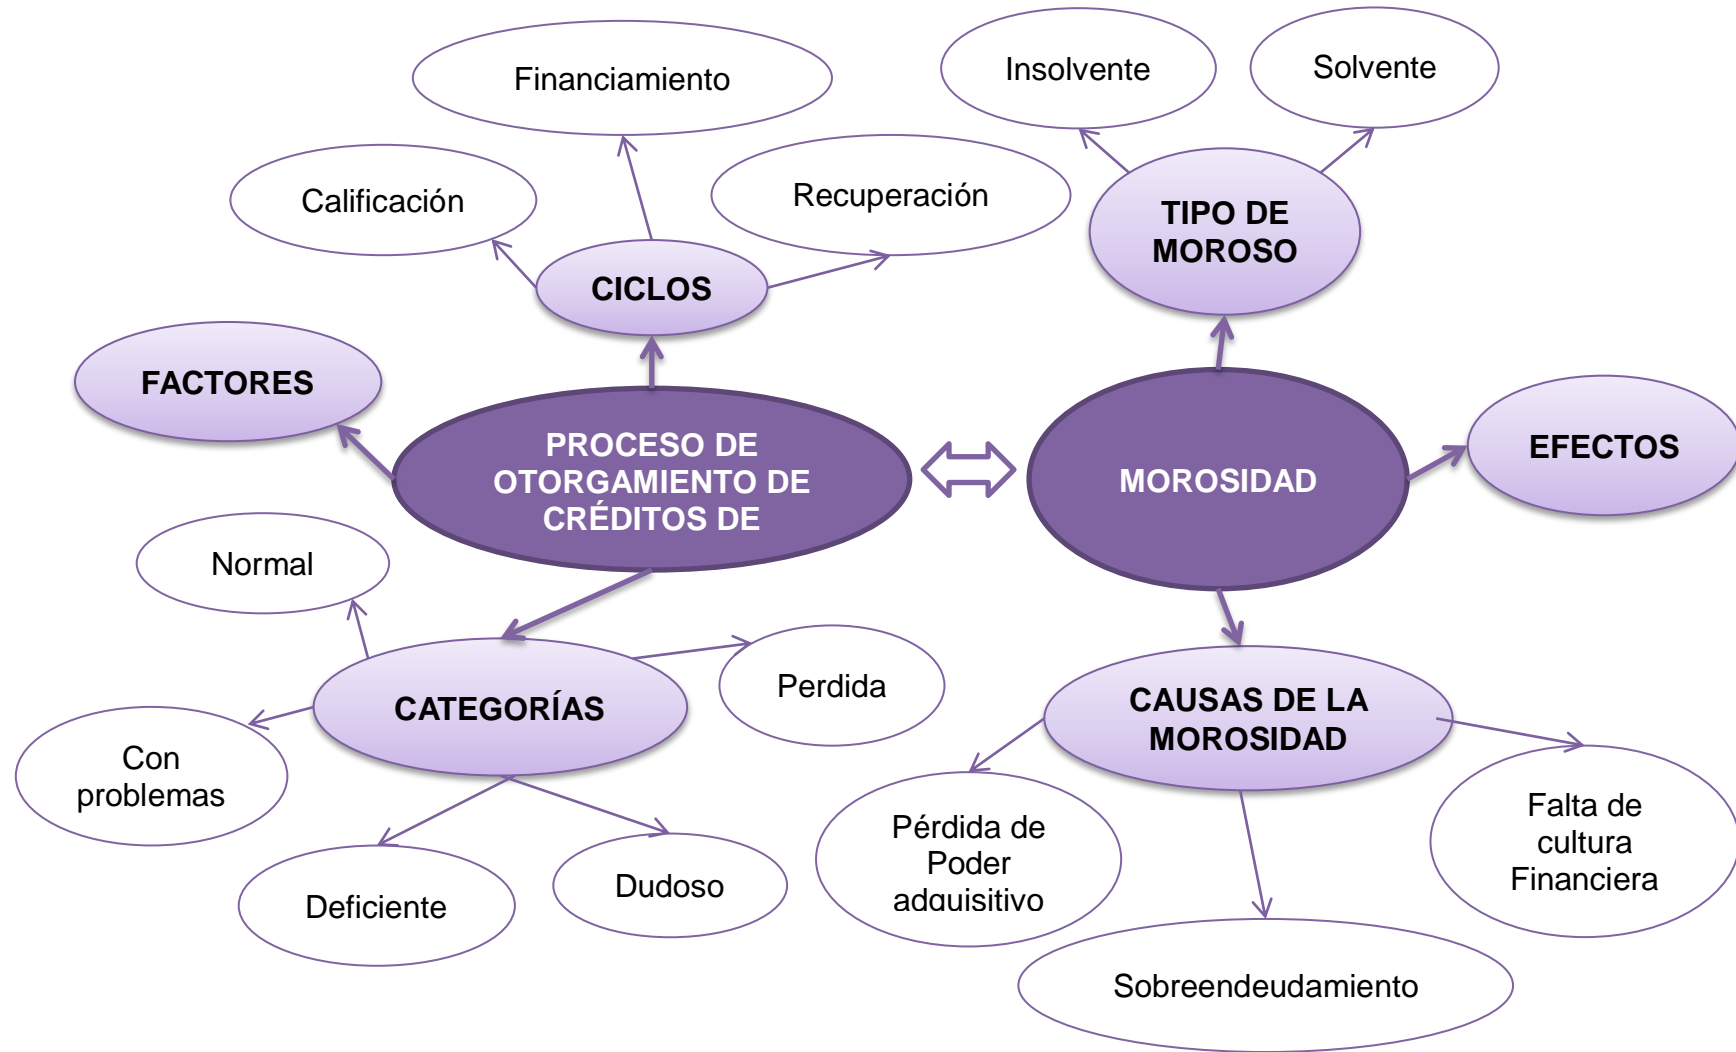 Financiamiento
Insolvente
Solvente
Calificación
Recuperación
TIPO DE
MOROSO
CICLOS
FACTORES
PROCESO DE
OTORGAMIENTO DE
CRÉDITOS DE
MOROSIDAD
EFECTOS
Normal
CATEGORÍAS
Perdida
CAUSAS DE LA
MOROSIDAD
Con
problemas
Deficiente
Dudoso
Pérdida de
Poder
adquisitivo
Falta de
cultura
Financiera
Sobreendeudamiento